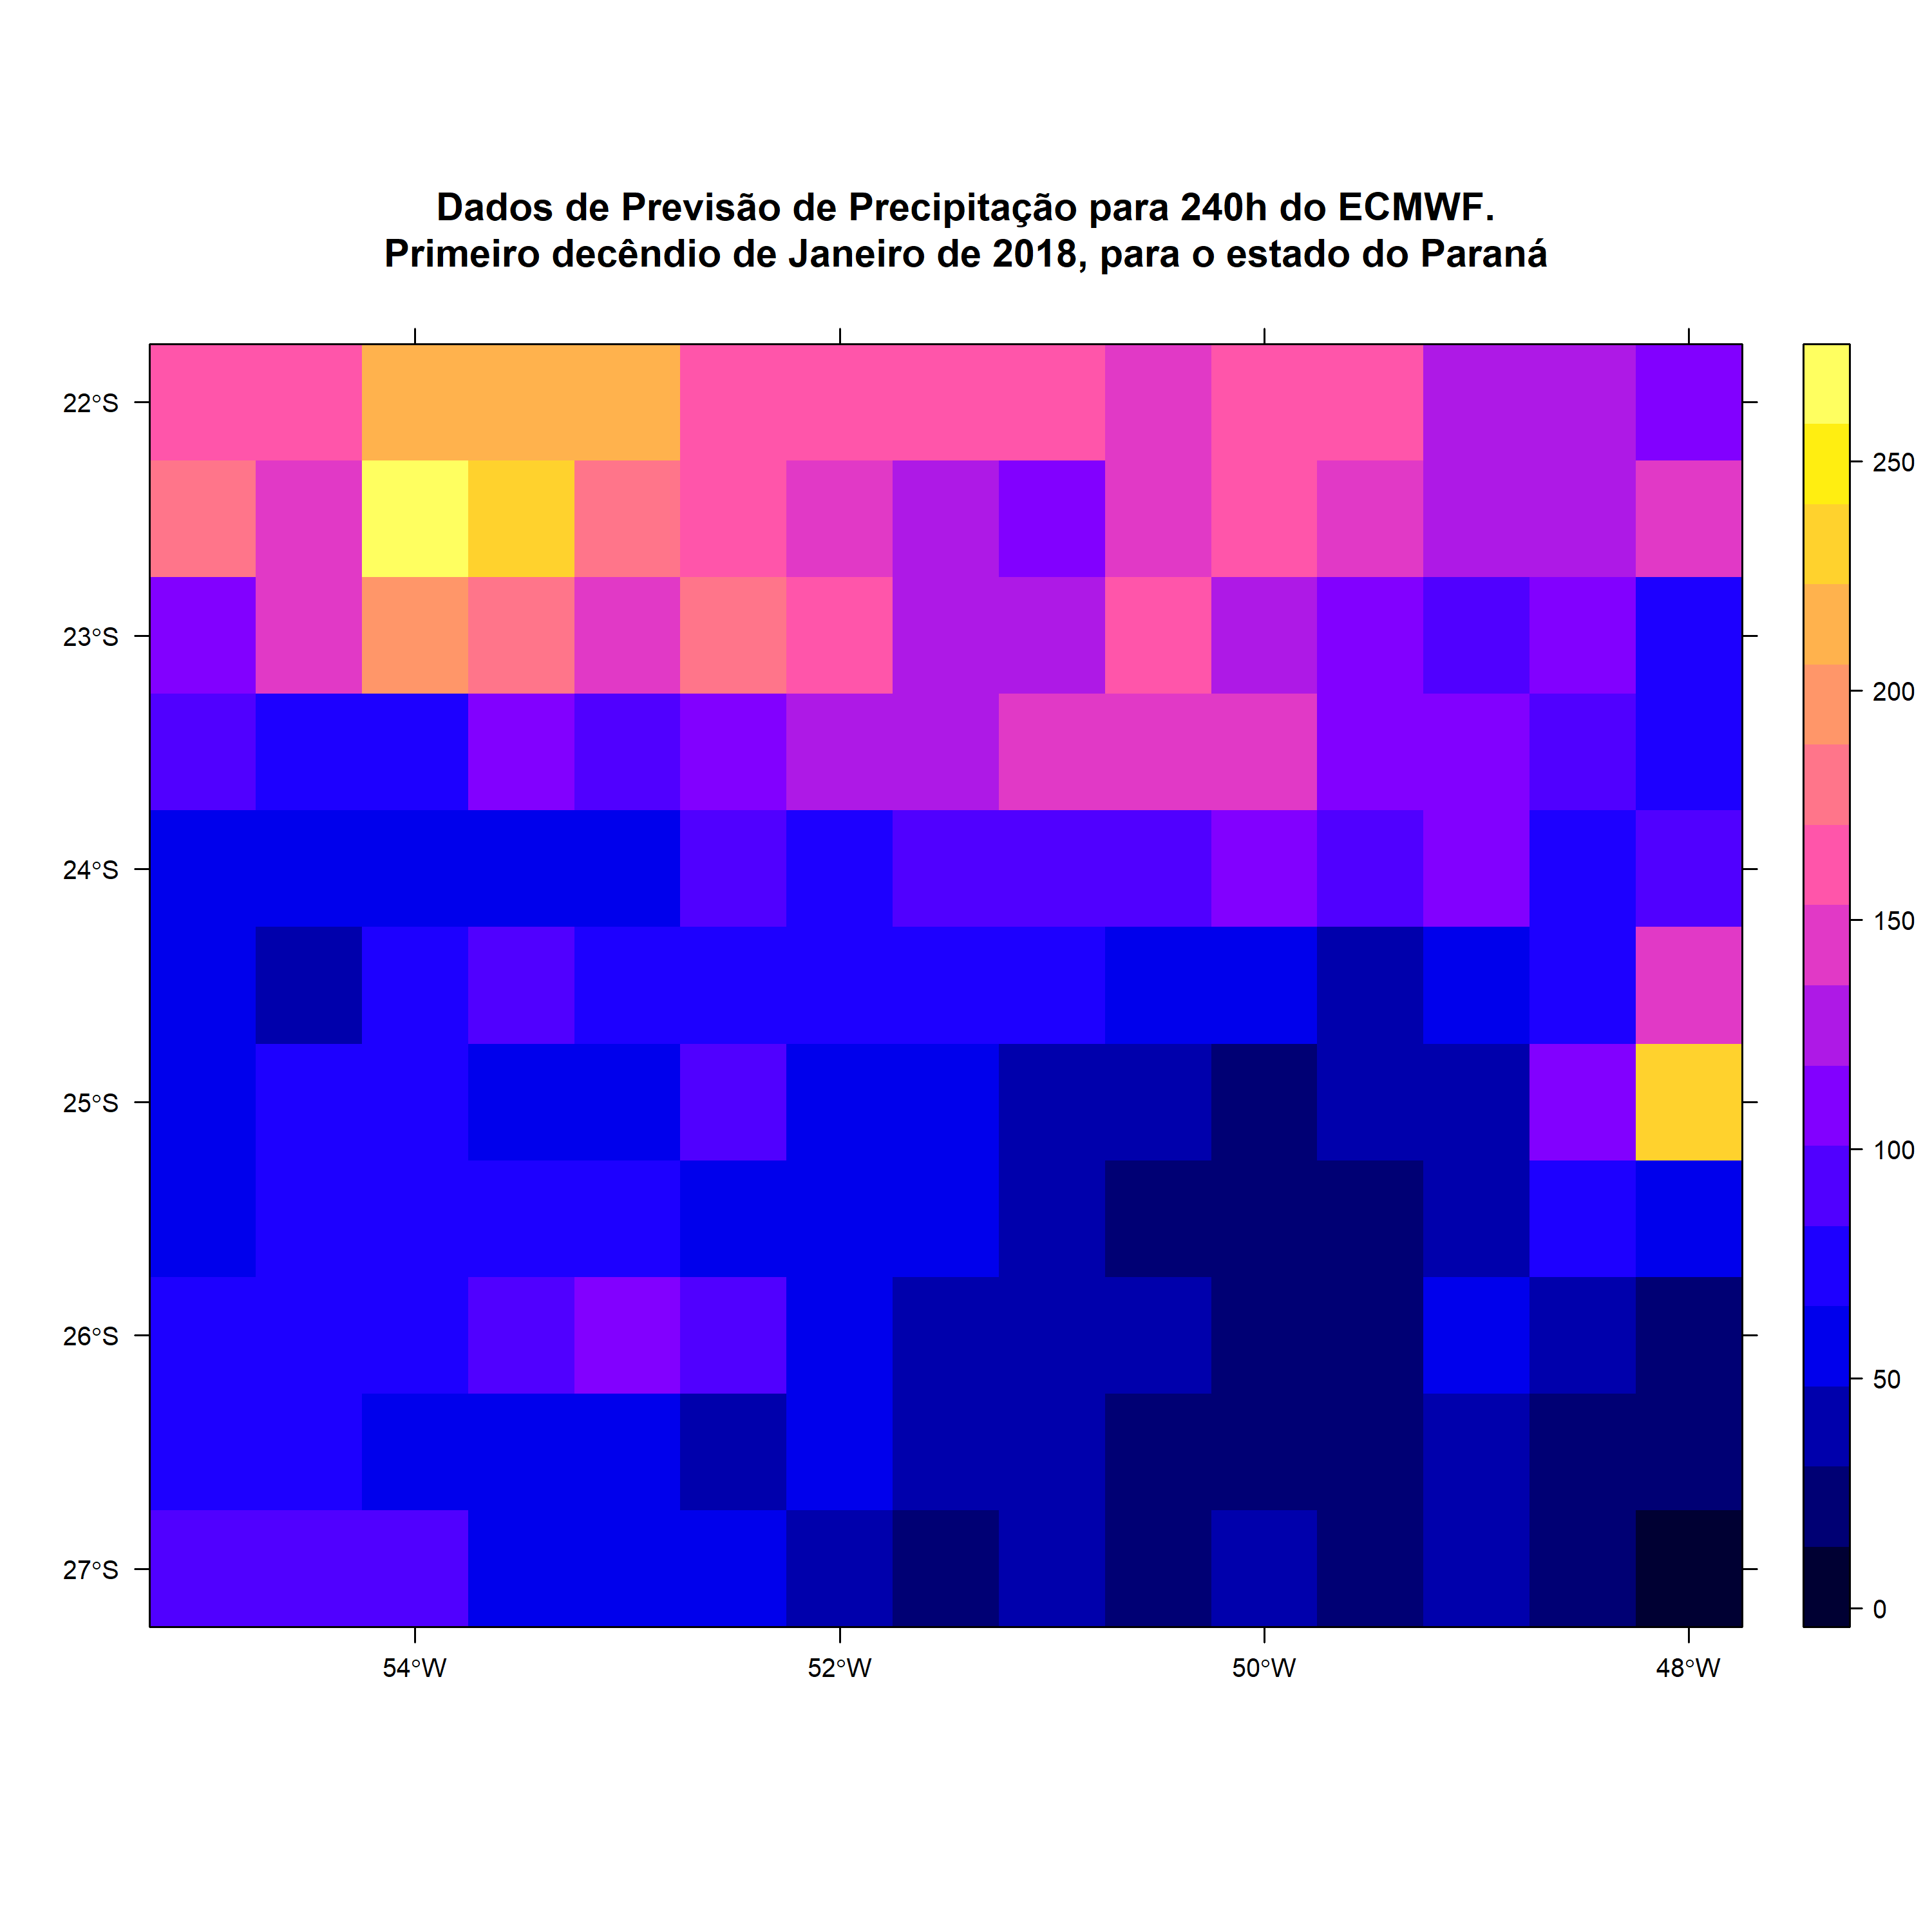 Dados de Previsão de Precipitação para 240h do ECMWF.
Primeiro decêndio de Janeiro de 2018, para o estado do Paraná
22°S
23°S
24°S
25°S
26°S
27°S
54°W
52°W
50°W
48°W
250
200
150
100
50
0